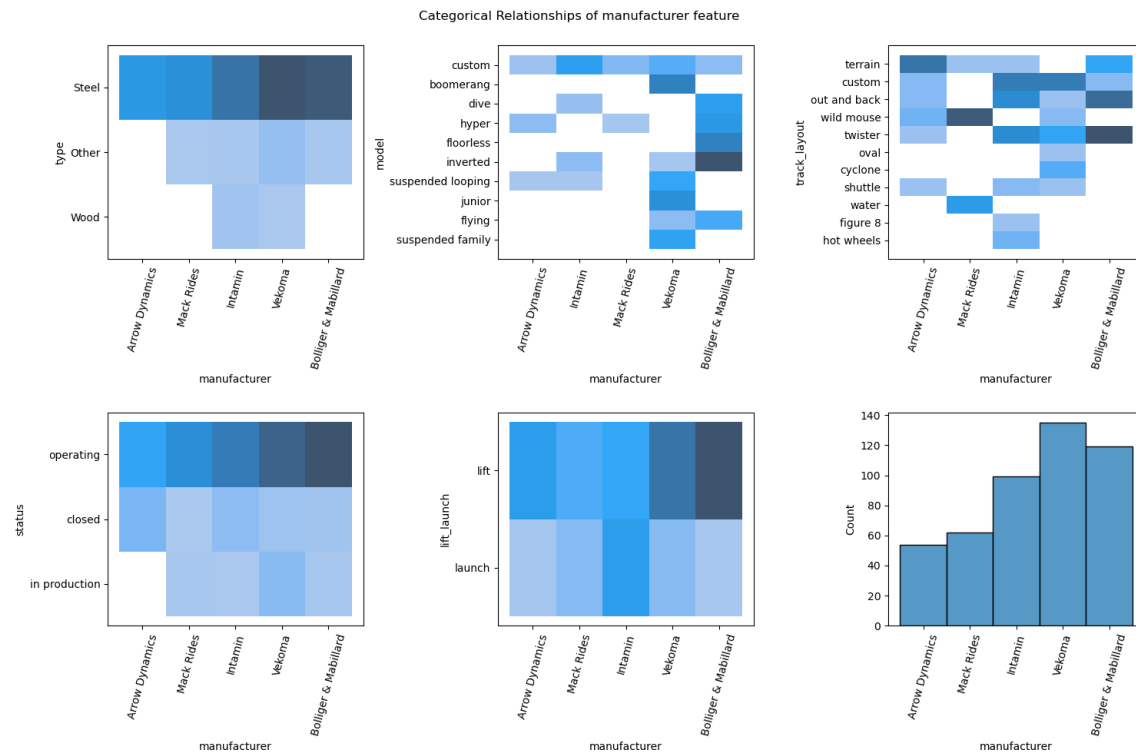 Categorical Relationships of manufacturer feature
Steel
Other
Wood
type
Arrow Dynamics
Mack Rides
Intamin
Vekoma
Bolliger & Mabillard
manufacturer
custom
boomerang
dive
hyper
floorless
inverted
suspended looping
junior
flying
suspended family
model
Arrow Dynamics
Intamin
Mack Rides
Vekoma
Bolliger & Mabillard
manufacturer
terrain
custom
out and back
wild mouse
twister
oval
cyclone
shuttle
water
figure 8
hot wheels
track_layout
Arrow Dynamics
Mack Rides
Intamin
Vekoma
Bolliger & Mabillard
manufacturer
operating
closed
in production
status
Arrow Dynamics
Mack Rides
Intamin
Vekoma
Bolliger & Mabillard
manufacturer
lift
launch
lift_launch
Arrow Dynamics
Mack Rides
Intamin
Vekoma
Bolliger & Mabillard
manufacturer
140
120
100
80
60
40
20
0
Count
Arrow Dynamics
Mack Rides
Intamin
Vekoma
Bolliger & Mabillard
manufacturer